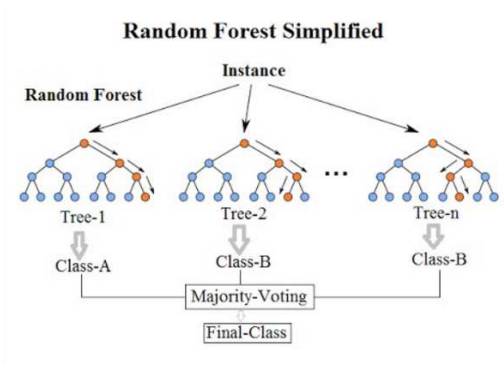 Random Forest Simplified
Instance
Random Forest
...
Tree-1 Tree-2 Tree-n
Class-A Class-B Class-B
Majority-Voting
Final-Class